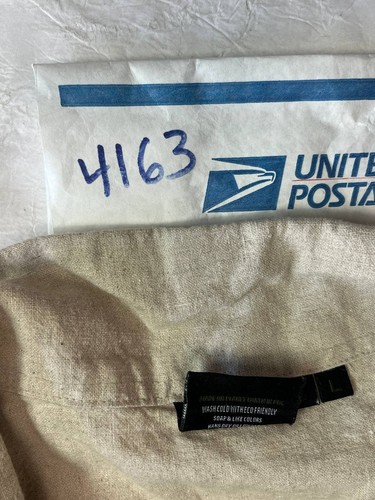 4163
UNITE
POSTA
L
WASH COLD WITH ECO FRIENDLY
SOAP & LIKE COLORS